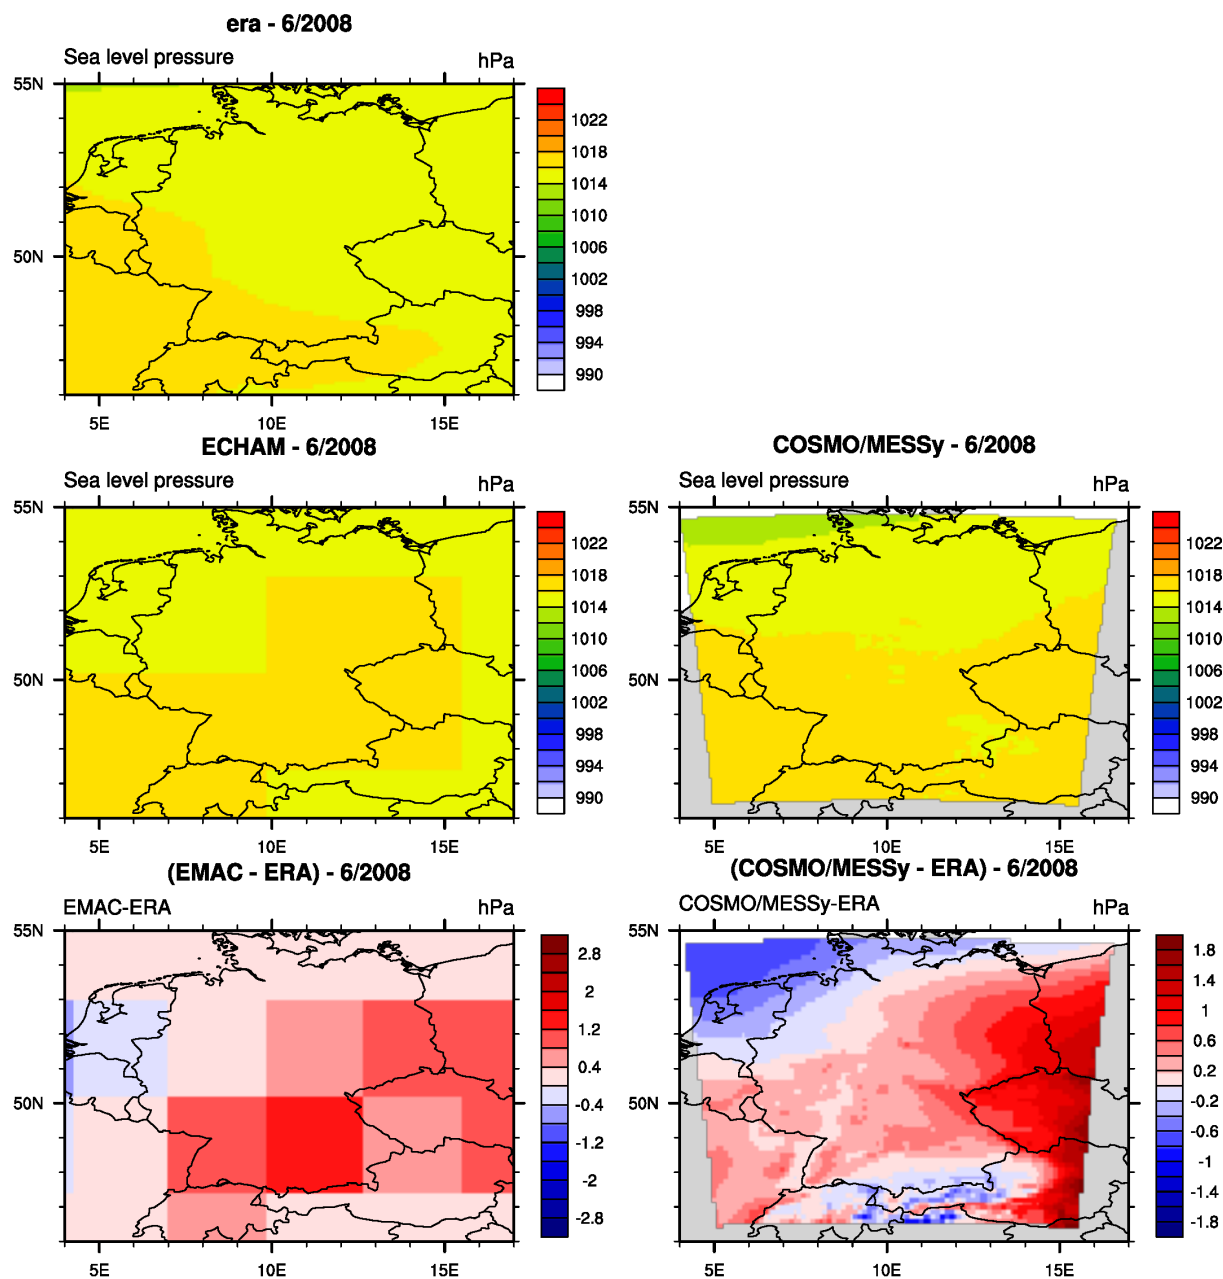 era - 6/2008
Sea level pressure hPa
55N
50N
5E 10E 15E
1022
1018
1014
1010
1006
1002
998
994
990
ECHAM - 6/2008
Sea level pressure hPa
55N
50N
5E 10E 15E
1022
1018
1014
1010
1006
1002
998
994
990
COSMO/MESSy - 6/2008
Sea level pressure hPa
55N
50N
5E 10E 15E
1022
1018
1014
1010
1006
1002
998
994
990
(EMAC - ERA) - 6/2008
EMAC-ERA hPa
55N
50N
5E 10E 15E
2.8
2
1.2
0.4
-0.4
-1.2
-2
-2.8
(COSMO/MESSy - ERA) - 6/2008
COSMO/MESSy-ERA hPa
55N
50N
5E 10E 15E
1.8
1.4
1
0.6
0.2
-0.2
-0.6
-1
-1.4
-1.8